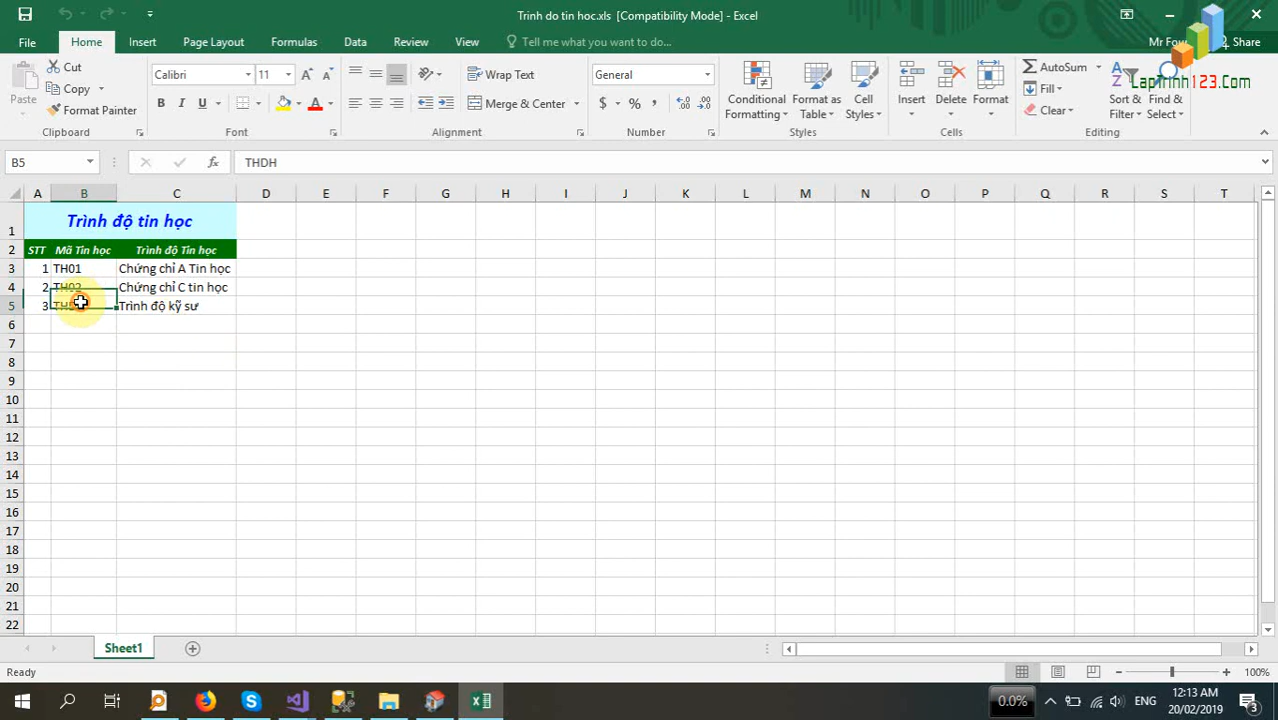 Trinh do tin hoc.xls [Compatibility Mode] - Excel
File Home Insert Page Layout Formulas Data Review View Tell me what you want to do... Mr Share
LapTrinh123.Com
Paste Cut Copy Format Painter
Calibri 11
B I U
Wrap Text
Merge & Center
General
$ % ,
Conditional Formatting Format as Table Cell Styles
Insert Delete Format
AutoSum Fill Clear
Sort & Filter Find & Select
Clipboard Font Alignment Number Styles Cells Editing
B5 fx THDH
A B C D E F G H I J K L M N O P Q R S T
1 Trình độ tin học
2 STT Mã Tin học Trình độ Tin học
3 1 TH01 Chứng chỉ A Tin học
4 2 TH02 Chứng chỉ C tin học
5 3 Trình độ kỹ sư
6
7
8
9
10
11
12
13
14
15
16
17
18
19
20
21
22
Sheet1
Ready 100%
0.0% ENG 12:13 AM
20/02/2019 3